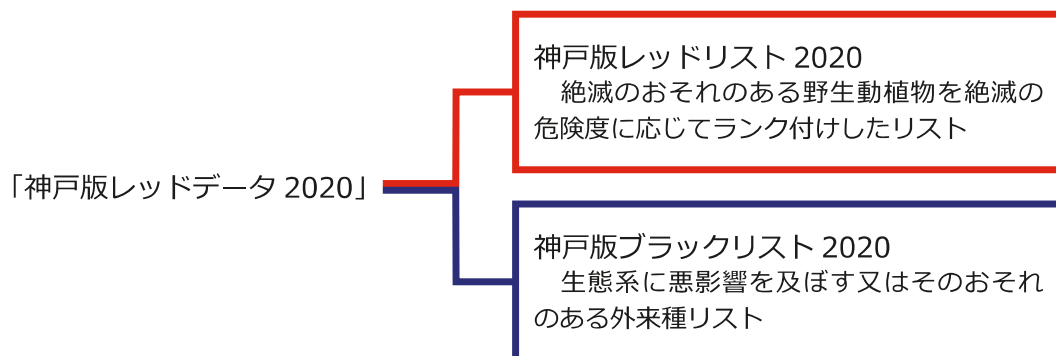 「神戸版レッドデータ 2020」
神戸版レッドリスト 2020
絶滅のおそれのある野生動植物を絶滅の
危険度に応じてランク付けしたリスト
神戸版ブラックリスト 2020
生態系に悪影響を及ぼす又はそのおそれ
のある外来種リスト